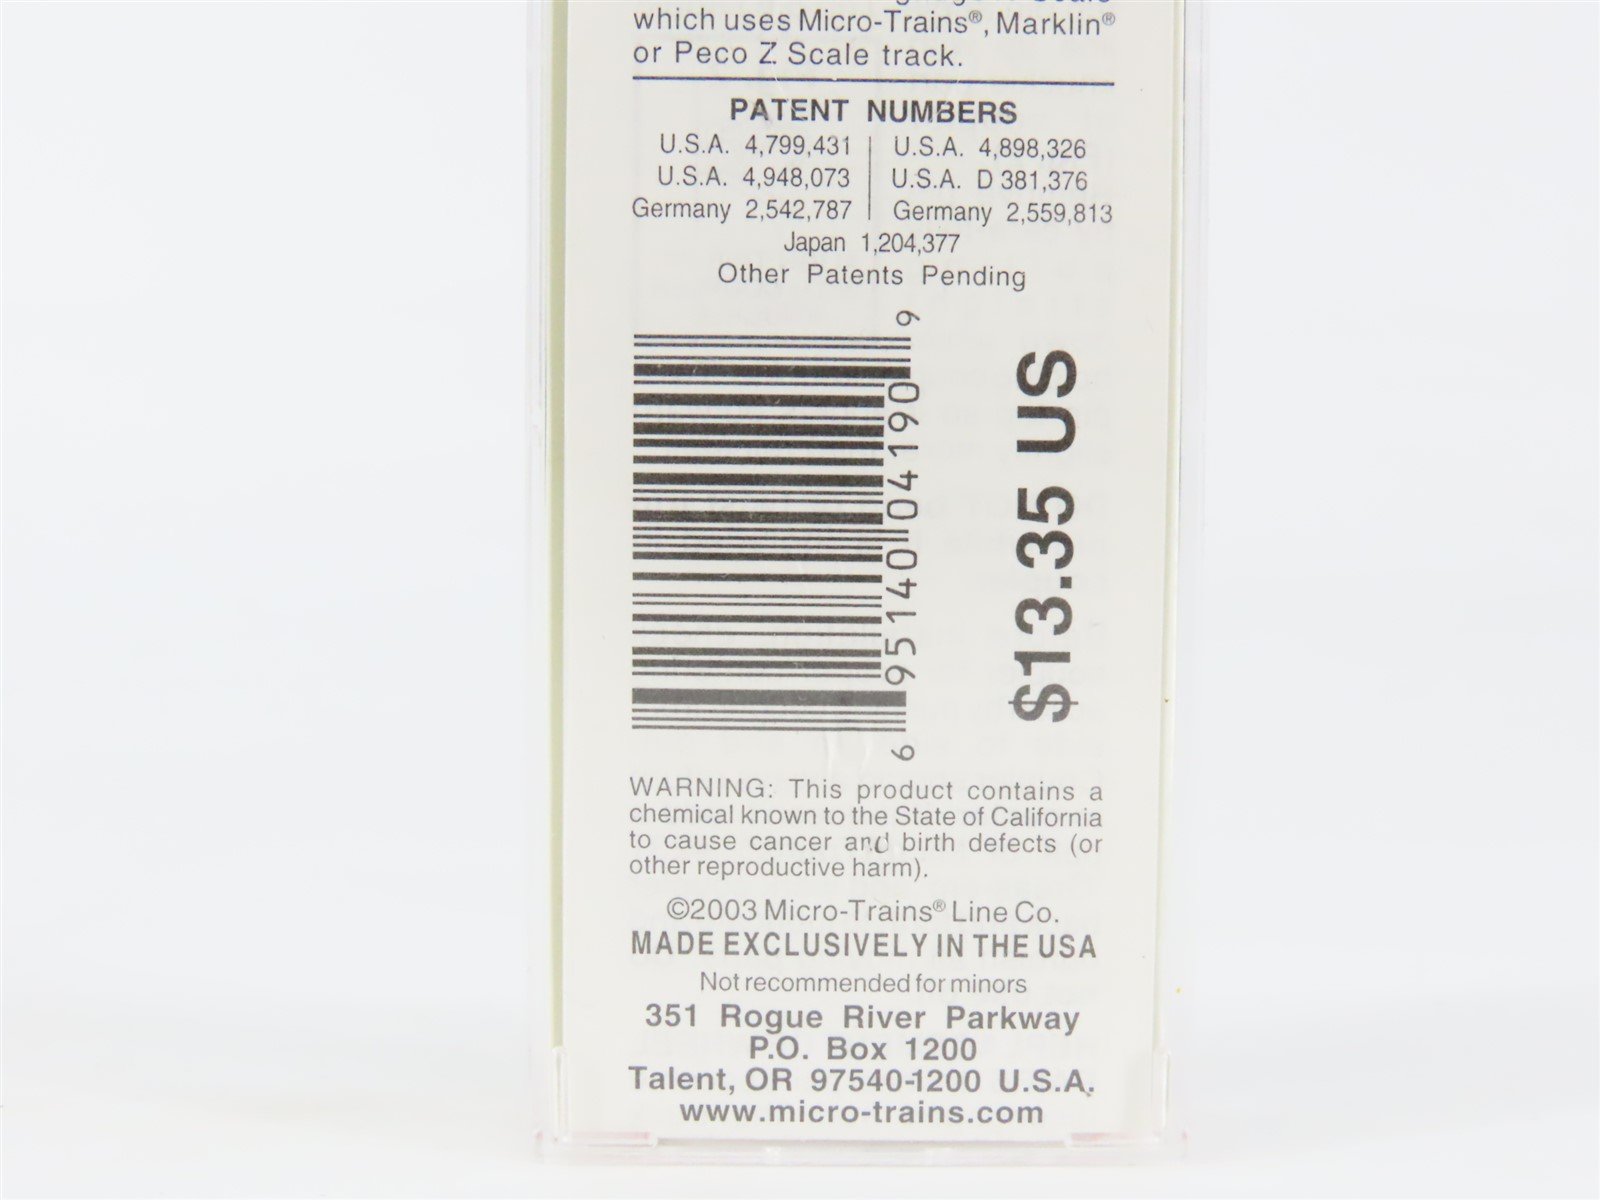 which uses Micro-Trains®, Marklin®
or Peco Z Scale track.
PATENT NUMBERS
U.S.A. 4,799,431 | U.S.A. 4,898,326
U.S.A. 4,948,073 | U.S.A. D 381,376
Germany 2,542,787 | Germany 2,559,813
Japan 1,204,377
Other Patents Pending
6 95140 04190 9
$13.35 US
WARNING: This product contains a
chemical known to the State of California
to cause cancer and birth defects (or
other reproductive harm).
©2003 Micro-Trains® Line Co.
MADE EXCLUSIVELY IN THE USA
Not recommended for minors
351 Rogue River Parkway
P.O. Box 1200
Talent, OR 97540-1200 U.S.A.
www.micro-trains.com